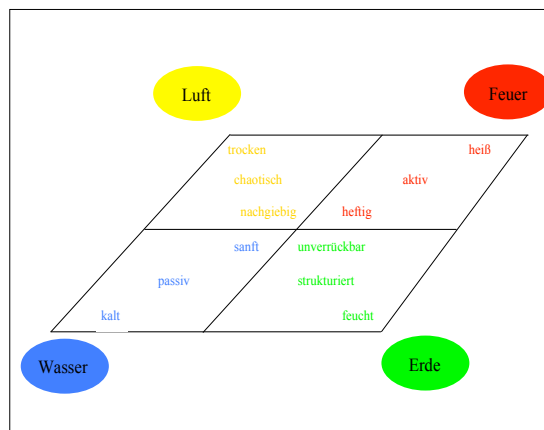 Luft
Feuer
trocken
heiß
chaotisch
aktiv
nachgiebig
heftig
sanft
unverrückbar
passiv
strukturiert
kalt
feucht
Wasser
Erde